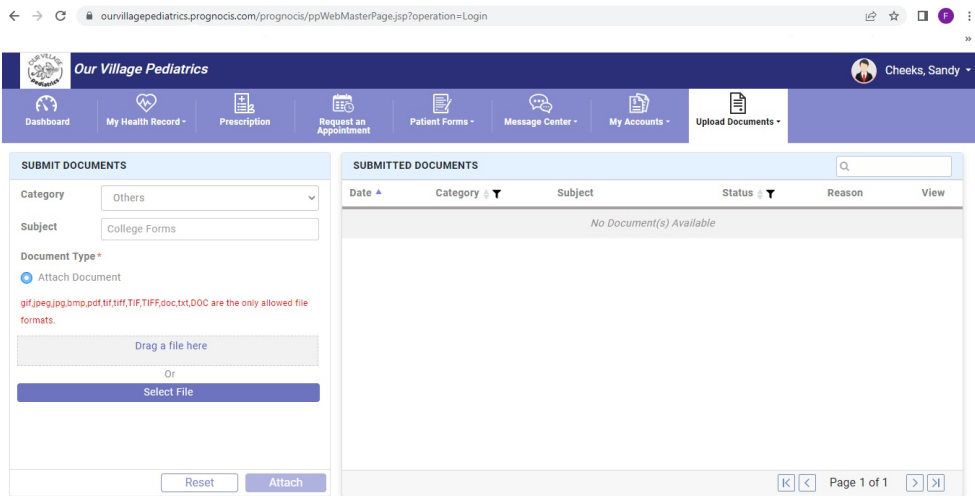 ourvillagepediatrics.prognocis.com/prognocis/ppWebMasterPage.jsp?operation=Login
F
»
OUR VILLAGE
Pediatrics
Our Village Pediatrics
Cheeks, Sandy
Dashboard
My Health Record
Prescription
Request an
Appointment
Patient Forms
Message Center
My Accounts
Upload Documents
SUBMIT DOCUMENTS
Category
Others
Subject
College Forms
Document Type*
Attach Document
gif,jpeg,jpg,bmp,pdf,tif,tiff,TIF,TIFF,doc,txt,DOC are the only allowed file
formats.
Drag a file here
Or
Select File
Reset
Attach
SUBMITTED DOCUMENTS
Date
Category
Subject
Status
Reason
View
No Document(s) Available
Page 1 of 1